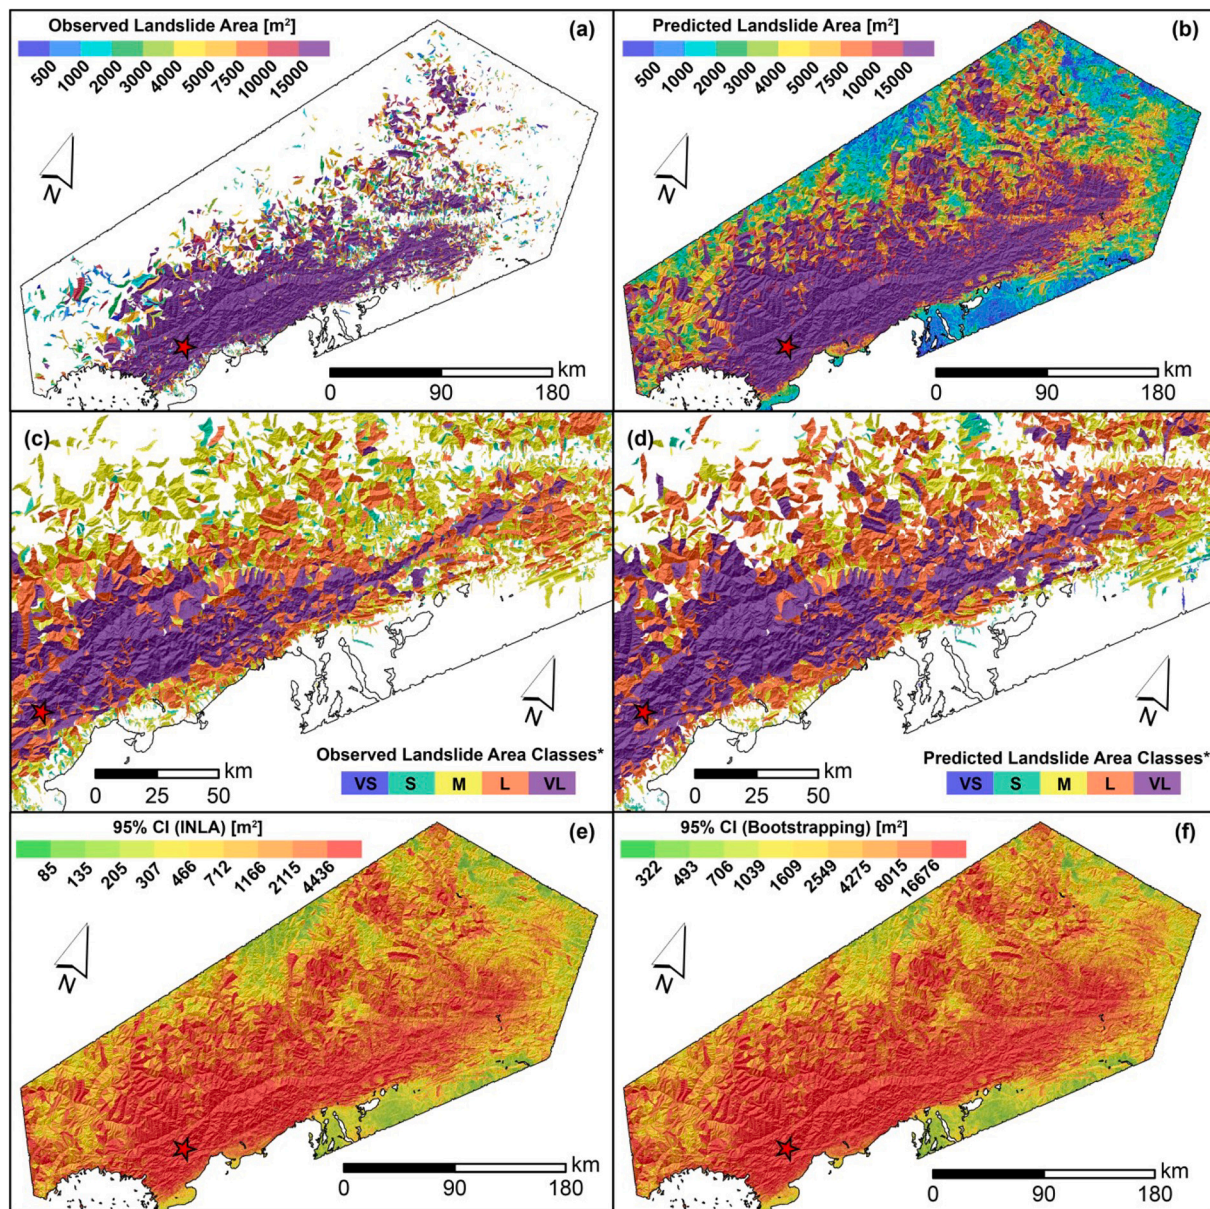 Observed Landslide Area [m²]
(a)
500 1000 2000 3000 4000 5000 7500 10000 15000
N
km
0 90 180
Predicted Landslide Area [m²]
(b)
500 1000 2000 3000 4000 5000 7500 10000 15000
N
km
0 90 180
(c)
N
km
0 25 50
Observed Landslide Area Classes*
VS S M L VL
(d)
N
km
0 25 50
Predicted Landslide Area Classes*
VS S M L VL
95% CI (INLA) [m²]
(e)
85 135 205 307 466 712 1166 2115 4436
N
km
0 90 180
95% CI (Bootstrapping) [m²]
(f)
322 493 706 1039 1609 2549 4275 8015 16676
N
km
0 90 180